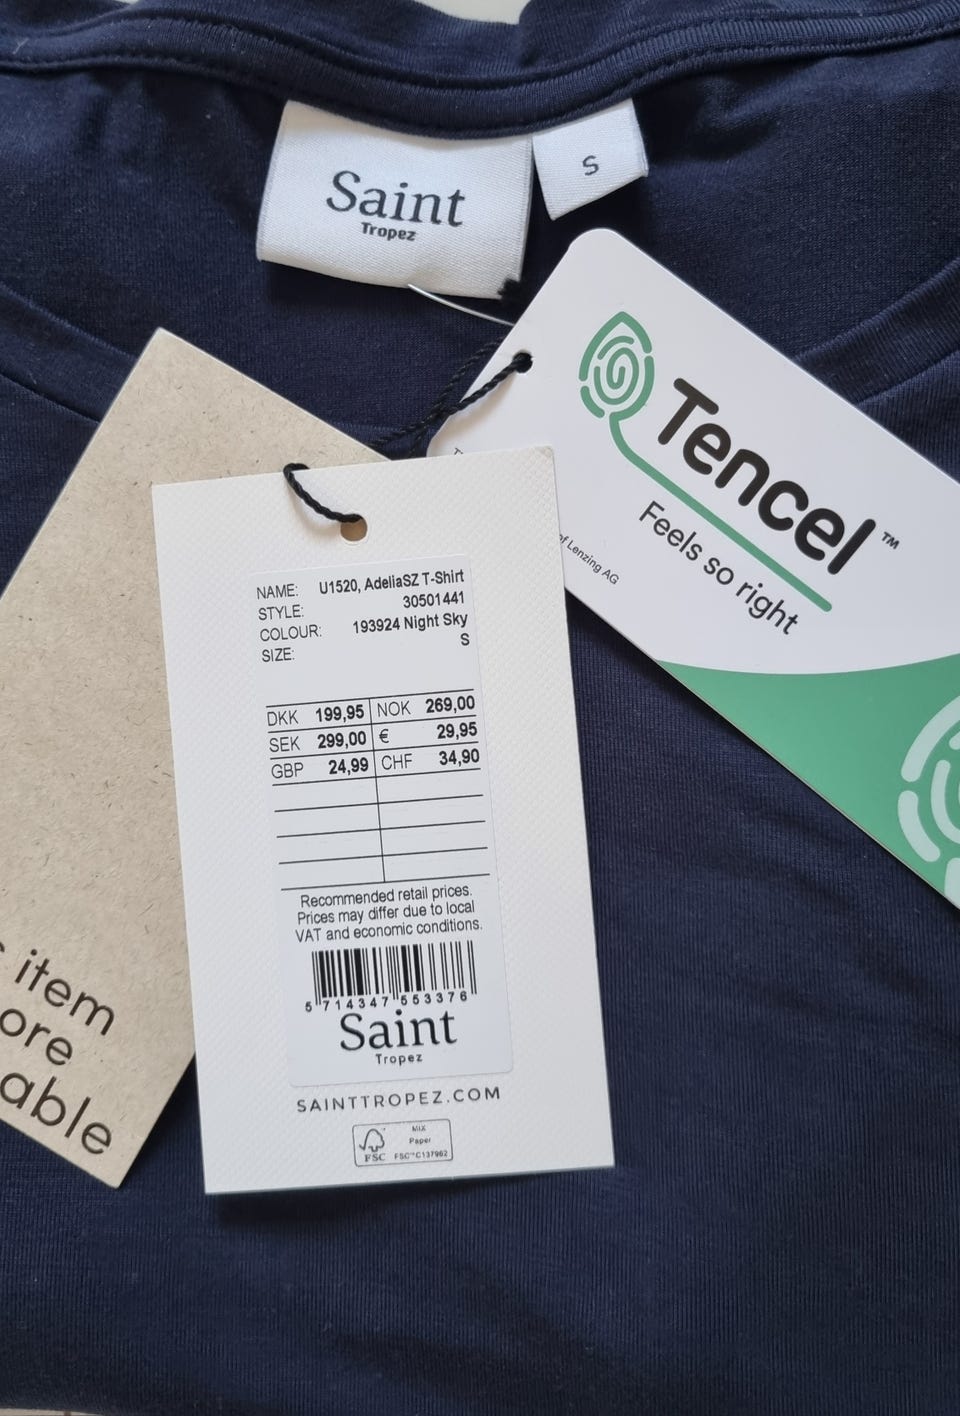 Saint
Tropez
S
Tencel™
Feels so right
of Lenzing AG
NAME: U1520, AdeliaSZ T-Shirt
STYLE: 30501441
COLOUR: 193924 Night Sky
SIZE: S
DKK 199,95 NOK 269,00
SEK 299,00 € 29,95
GBP 24,99 CHF 34,90
Recommended retail prices.
Prices may differ due to local
VAT and economic conditions.
5 714347 553376
Saint
Tropez
SAINTTROPEZ.COM
MIX
Paper
FSC
FSC™ C137962
item
ore
able